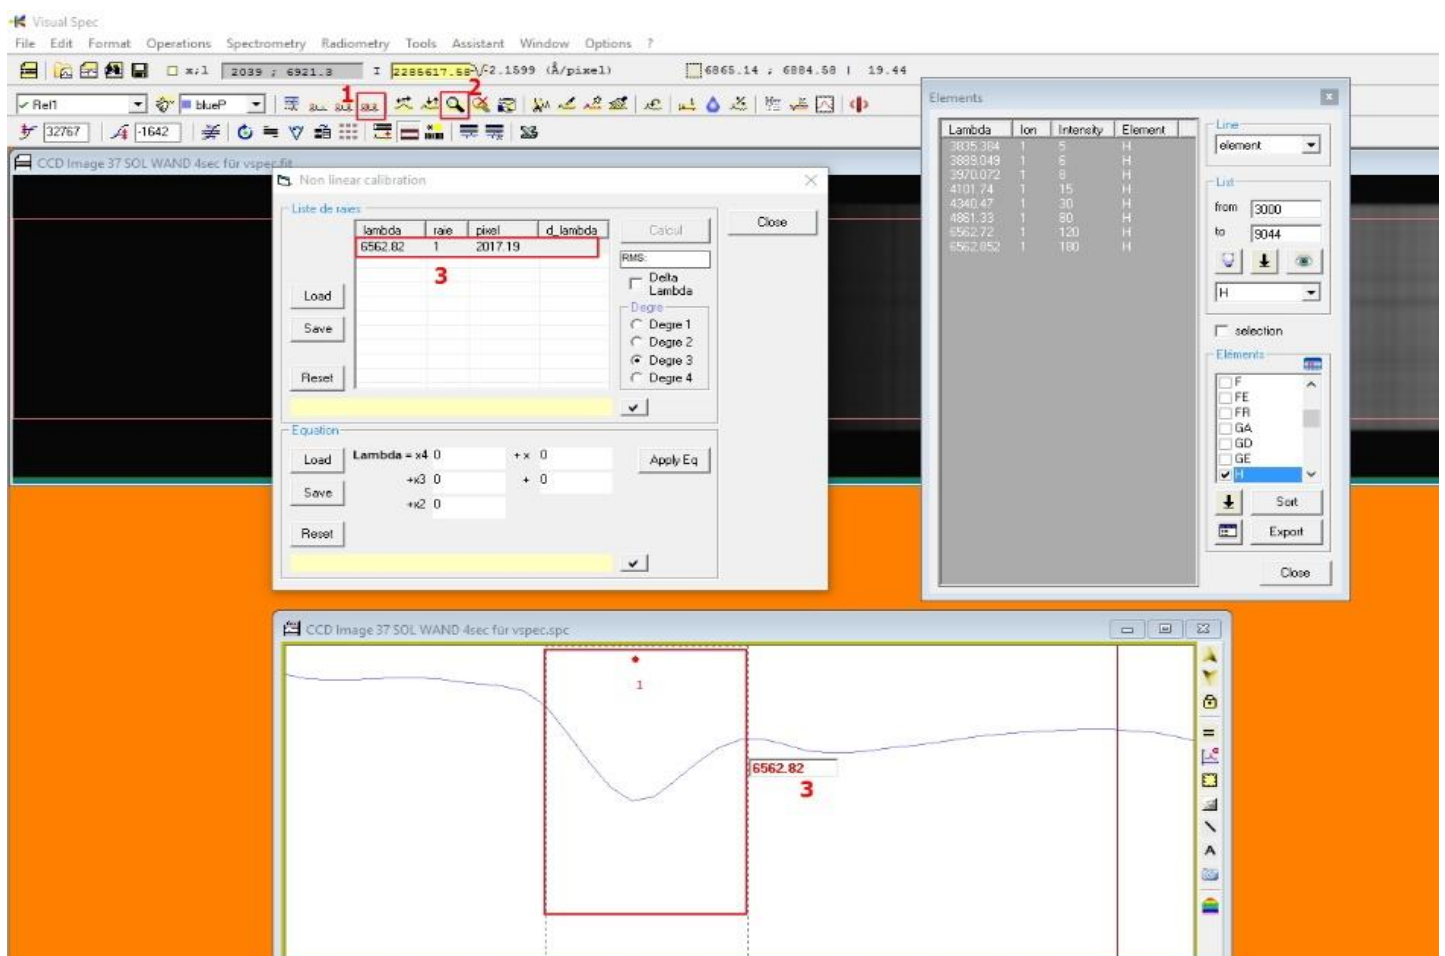 Visual Spec
File Edit Format Operations Spectrometry Radiometry Tools Assistant Window Options ?
x;l 2039 ; 6921.3 I 2285617.58 2.1599 (Å/pixel) 6865.14 ; 6884.58 | 19.44
1 2
Ref1 blueP
32767 -1642
CCD Image 37 SOL WAND 4sec für vspec.fit
Non linear calibration
Liste de raies
lambda raie pixel d_lambda
6562.82 1 2017.19
3
Load
Save
Reset
Calcul
RMS:
Delta
Lambda
Degre
Degre 1
Degre 2
Degre 3
Degre 4
Close
Equation
Load
Save
Reset
Lambda = x4 0 + x 0
+x3 0 + 0
+x2 0
Apply Eq
Elements
Lambda Ion Intensity Element
3835.384 1 5 H
3889.049 1 6 H
3970.072 1 8 H
4101.74 1 15 H
4340.47 1 30 H
4861.33 1 80 H
6562.72 1 120 H
6562.852 1 180 H
Line
element
List
from 3000
to 9044
H
selection
Eléments
F
FE
FR
GA
GD
GE
H
Sort
Export
Close
CCD Image 37 SOL WAND 4sec für vspec.spc
1
6562.82
3
A